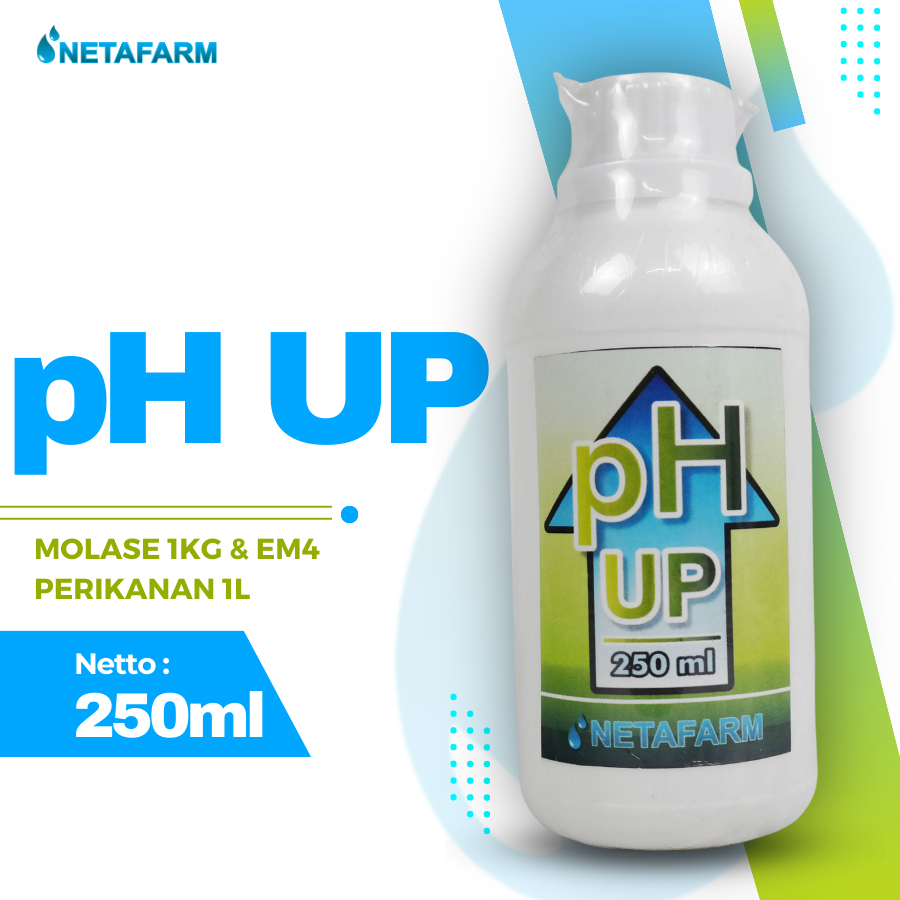 NETAFARM
pH UP
MOLASE 1KG & EM4
PERIKANAN 1L
Netto :
250ml
pH
UP
250 ml
NETAFARM